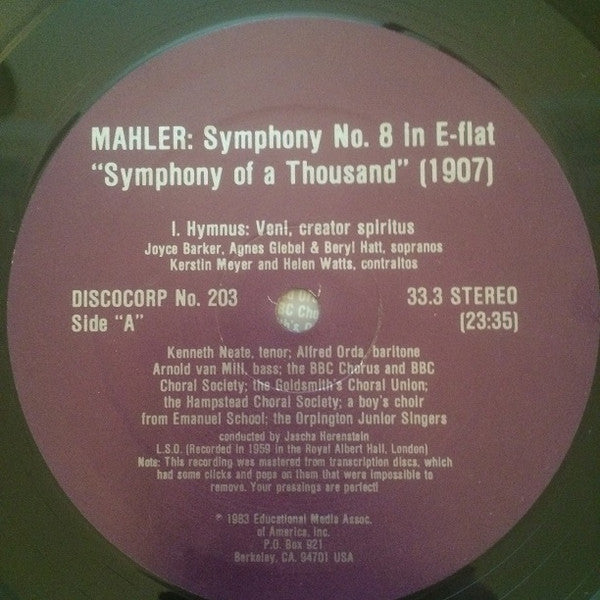 MAHLER: Symphony No. 8 in E-flat
"Symphony of a Thousand" (1907)
I. Hymnus: Veni, creator spiritus
Joyce Barker, Agnes Giebel & Beryl Hatt, sopranos
Kerstin Meyer and Helen Watts, contraltos
DISCOCORP No. 203
33.3 STEREO
Side "A"
(23:35)
Kenneth Neate, tenor; Alfred Orda, baritone
Arnold van Mill, bass; the BBC Chorus and BBC
Choral Society; the Goldsmith's Choral Union;
the Hampstead Choral Society; a boy's choir
from Emanuel School; the Orpington Junior Singers
conducted by Jascha Horenstein
L.S.O. (Recorded in 1959 in the Royal Albert Hall, London)
Note: This recording was mastered from transcription discs, which
had some clicks and pops on them that were impossible to
remove. Your pressings are perfect!
℗ 1983 Educational Media Assoc.
of America, Inc.
P.O. Box 921
Berkeley, CA. 94701 USA